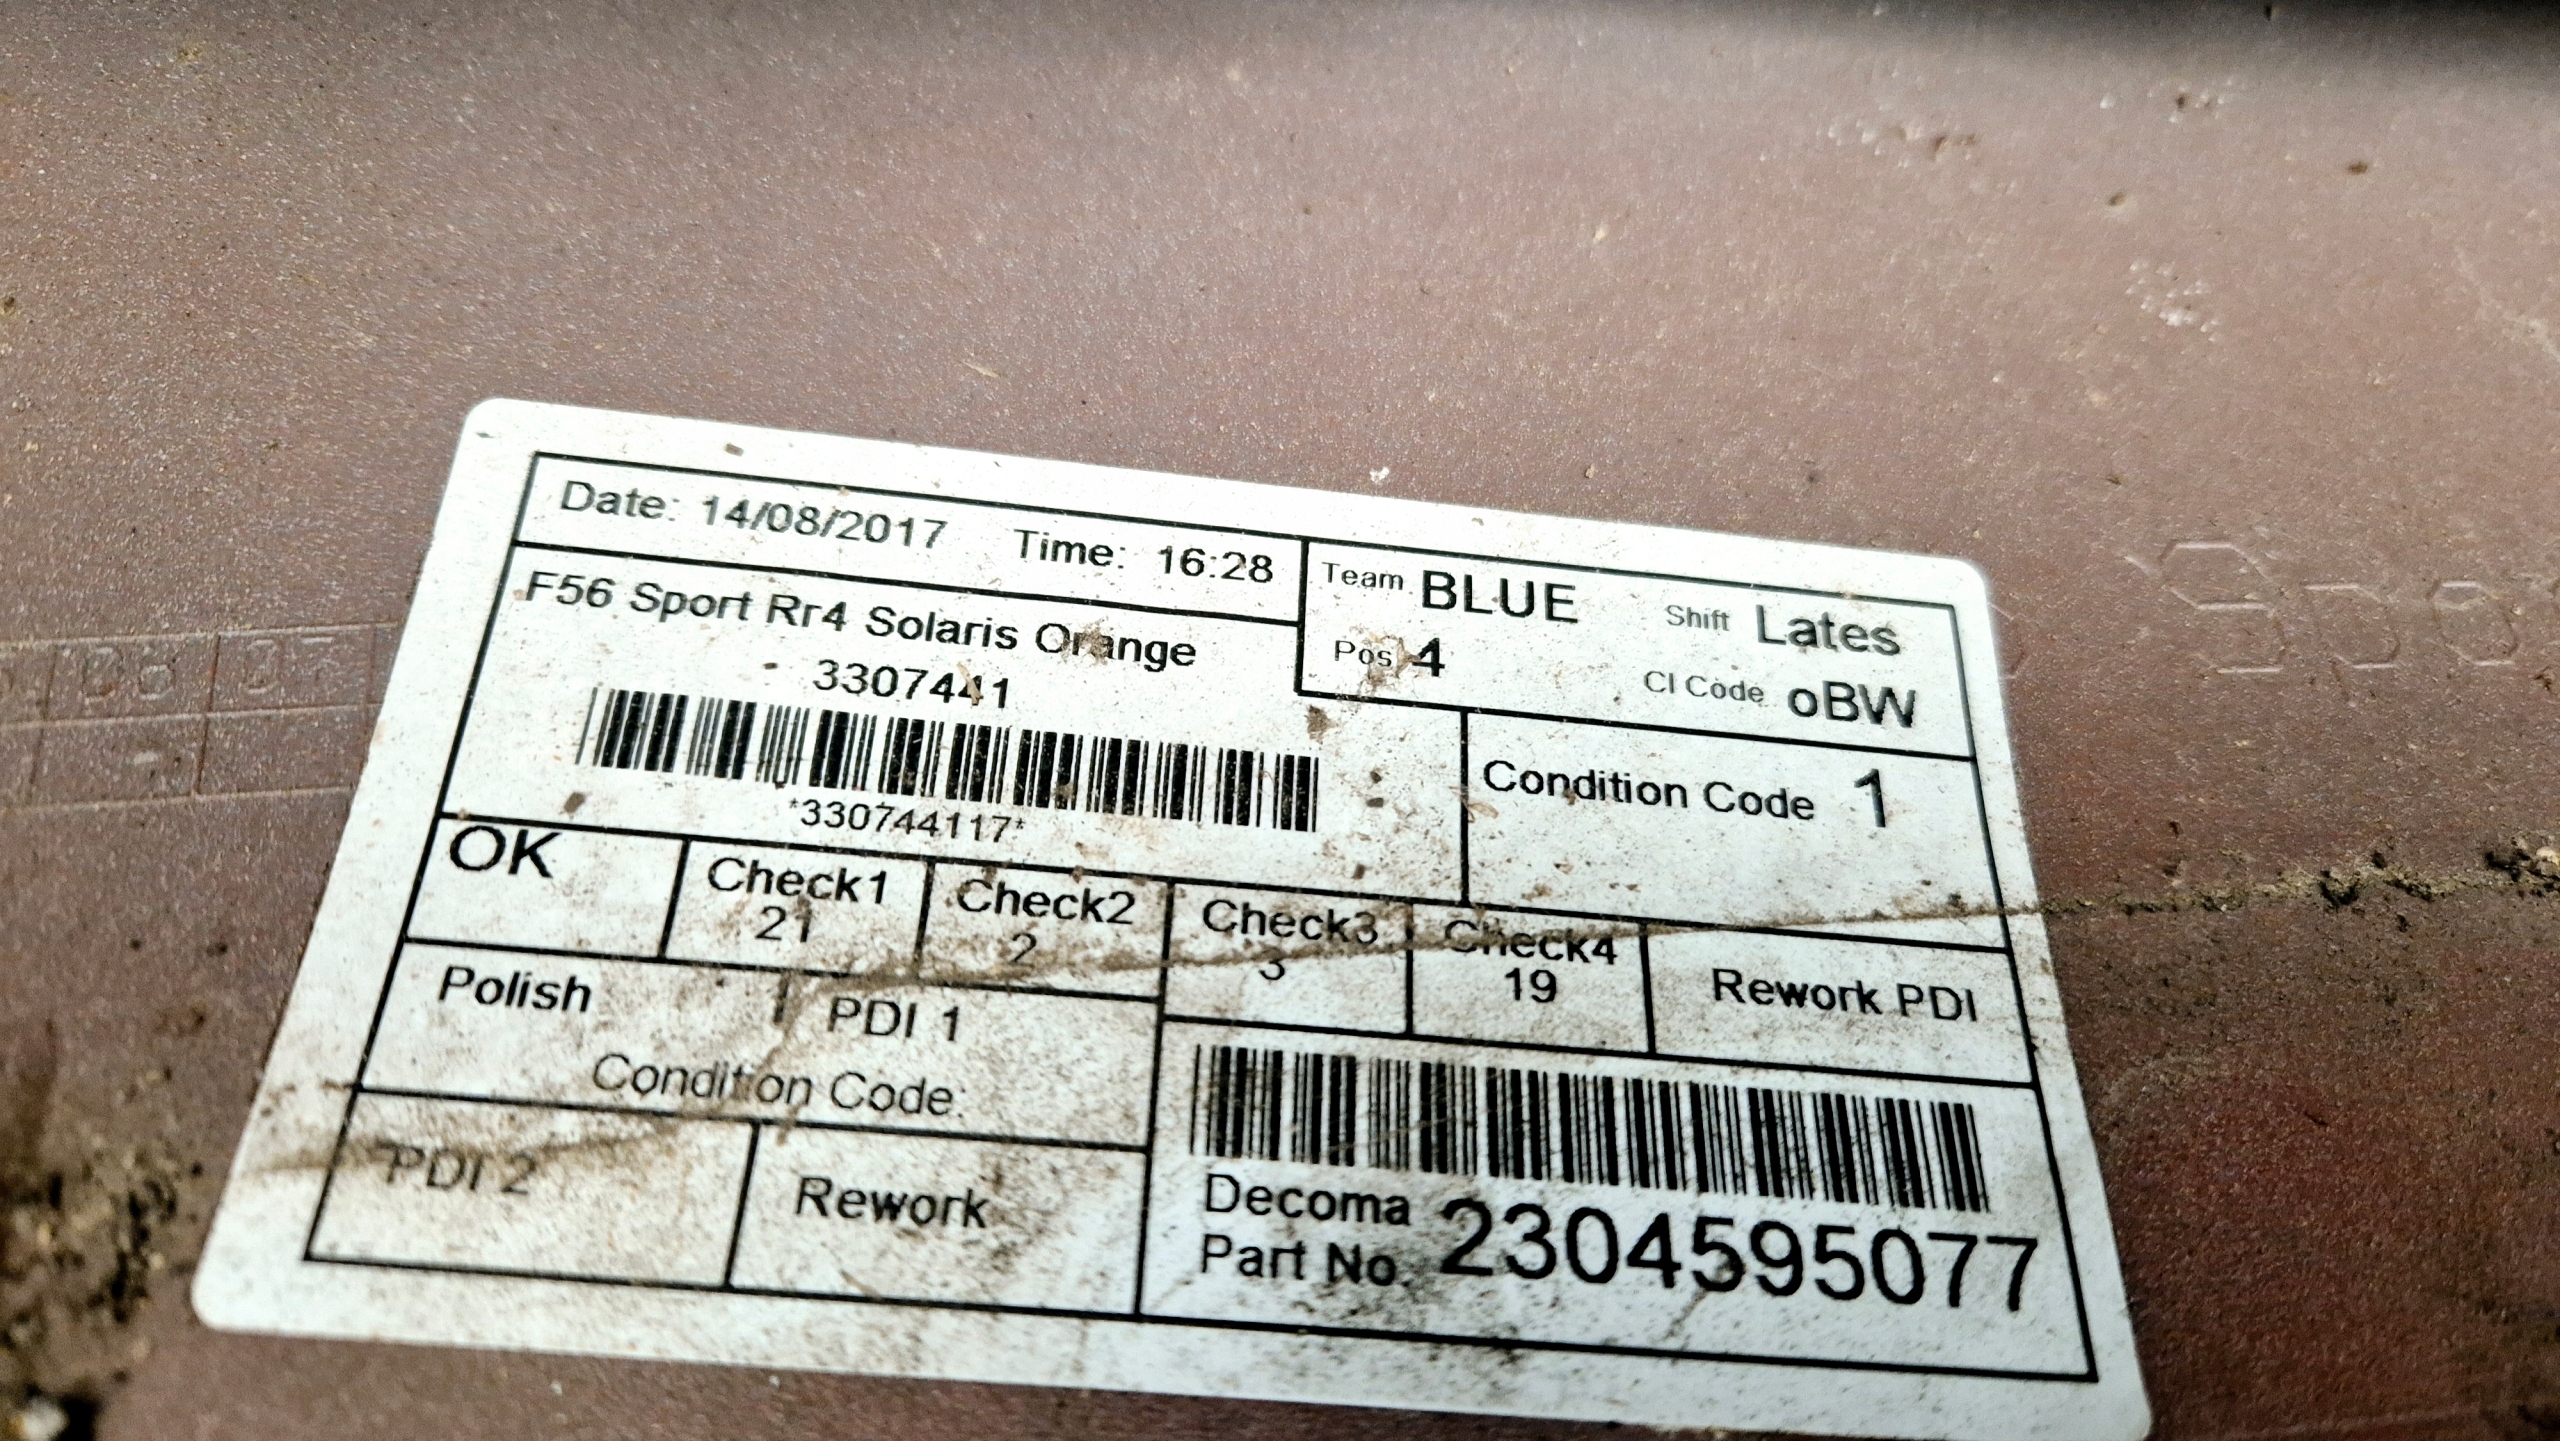 Date: 14/08/2017 Time: 16:28
Team BLUE Shift Lates
Pos 4 CI Code oBW
F56 Sport Rr4 Solaris Orange
3307441
*330744117*
Condition Code 1
OK
Check1
21
Check2
2
Check3
3
Check4
19
Rework PDI
Polish
PDI 1
Condition Code:
PDI 2
Rework
Decoma
Part No. 2304595077